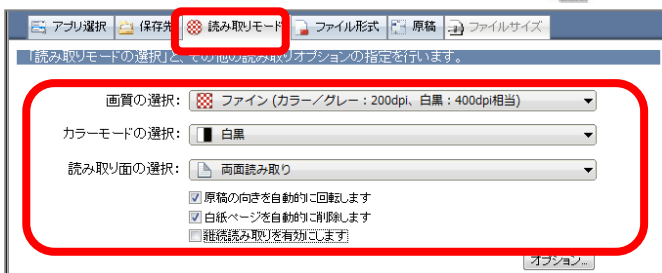 アプリ選択 保存先 読み取りモード ファイル形式 原稿 ファイルサイズ
「読み取りモードの選択」と、その他の読み取りオプションの指定を行います。
画質の選択: ファイン (カラー/グレー:200dpi、白黒:400dpi相当)
カラーモードの選択: 白黒
読み取り面の選択: 両面読み取り
原稿の向きを自動的に回転します
白紙ページを自動的に削除します
継続読み取りを有効にします
オプション...